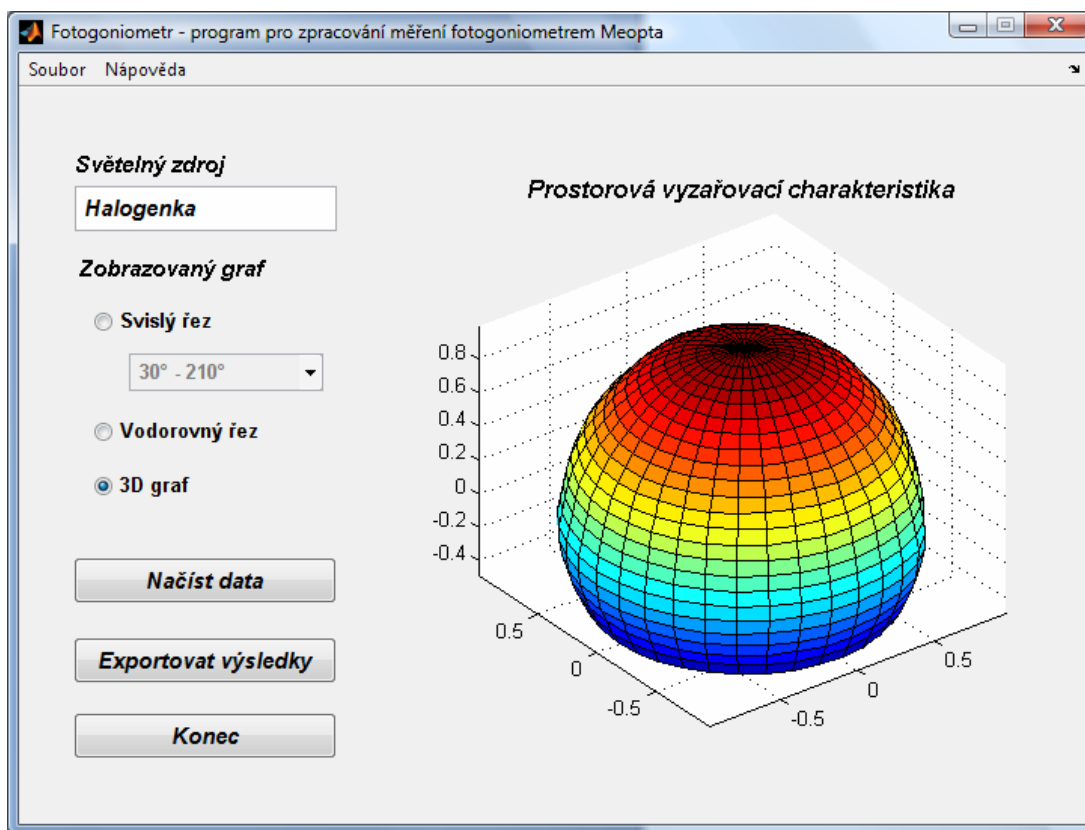 Fotogoniometr - program pro zpracování měření fotogoniometrem Meopta
Soubor Nápověda
Světelný zdroj
Halogenka
Zobrazovaný graf
Svislý řez
30° - 210°
Vodorovný řez
3D graf
Načíst data
Exportovat výsledky
Konec
Prostorová vyzařovací charakteristika
0.8
0.6
0.4
0.2
0
-0.2
-0.4
0.5
0
-0.5
-0.5
0
0.5